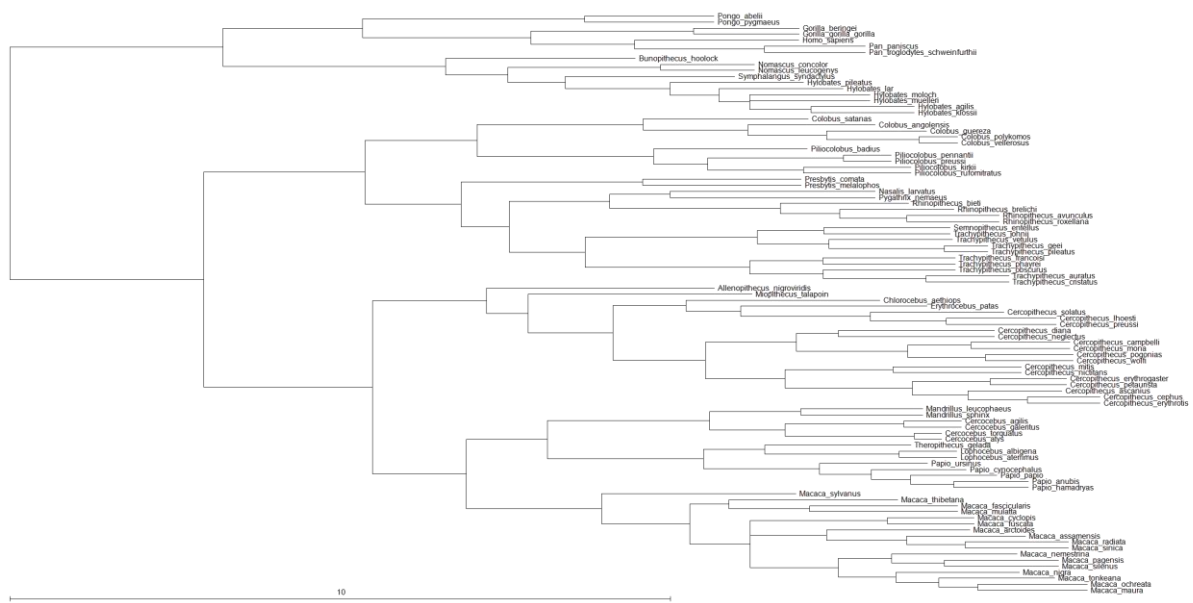 Pongo_abelii
Pongo_pygmaeus
Gorilla_beringei
Gorilla_gorilla_gorilla
Homo_sapiens
Pan_paniscus
Pan_troglodytes_schweinfurthii
Bunopithecus_hoolock
Nomascus_concolor
Nomascus_leucogenys
Symphalangus_syndactylus
Hylobates_pileatus
Hylobates_lar
Hylobates_moloch
Hylobates_muelleri
Hylobates_agilis
Hylobates_klossii
Colobus_satanas
Colobus_angolensis
Colobus_guereza
Colobus_polykomos
Colobus_vellerosus
Piliocolobus_badius
Piliocolobus_pennantii
Piliocolobus_preussi
Piliocolobus_kirkii
Piliocolobus_rufomitratus
Presbytis_comata
Presbytis_melalophos
Nasalis_larvatus
Pygathrix_nemaeus
Rhinopithecus_bieti
Rhinopithecus_brelichi
Rhinopithecus_avunculus
Rhinopithecus_roxellana
Semnopithecus_entellus
Trachypithecus_johnii
Trachypithecus_vetulus
Trachypithecus_geei
Trachypithecus_pileatus
Trachypithecus_francoisi
Trachypithecus_phayrei
Trachypithecus_obscurus
Trachypithecus_auratus
Trachypithecus_cristatus
Allenopithecus_nigroviridis
Miopithecus_talapoin
Chlorocebus_aethiops
Erythrocebus_patas
Cercopithecus_solatus
Cercopithecus_lhoesti
Cercopithecus_preussi
Cercopithecus_diana
Cercopithecus_neglectus
Cercopithecus_campbelli
Cercopithecus_mona
Cercopithecus_pogonias
Cercopithecus_wolfi
Cercopithecus_mitis
Cercopithecus_nictitans
Cercopithecus_erythrogaster
Cercopithecus_petaurista
Cercopithecus_ascanius
Cercopithecus_cephus
Cercopithecus_erythrotis
Mandrillus_leucophaeus
Mandrillus_sphinx
Cercocebus_agilis
Cercocebus_galeritus
Cercocebus_torquatus
Cercocebus_atys
Theropithecus_gelada
Lophocebus_albigena
Lophocebus_aterrimus
Papio_ursinus
Papio_cynocephalus
Papio_papio
Papio_anubis
Papio_hamadryas
Macaca_sylvanus
Macaca_thibetana
Macaca_fascicularis
Macaca_mulatta
Macaca_cyclopis
Macaca_fuscata
Macaca_arctoides
Macaca_assamensis
Macaca_radiata
Macaca_sinica
Macaca_nemestrina
Macaca_pagensis
Macaca_silenus
Macaca_nigra
Macaca_tonkeana
Macaca_ochreata
Macaca_maura
10